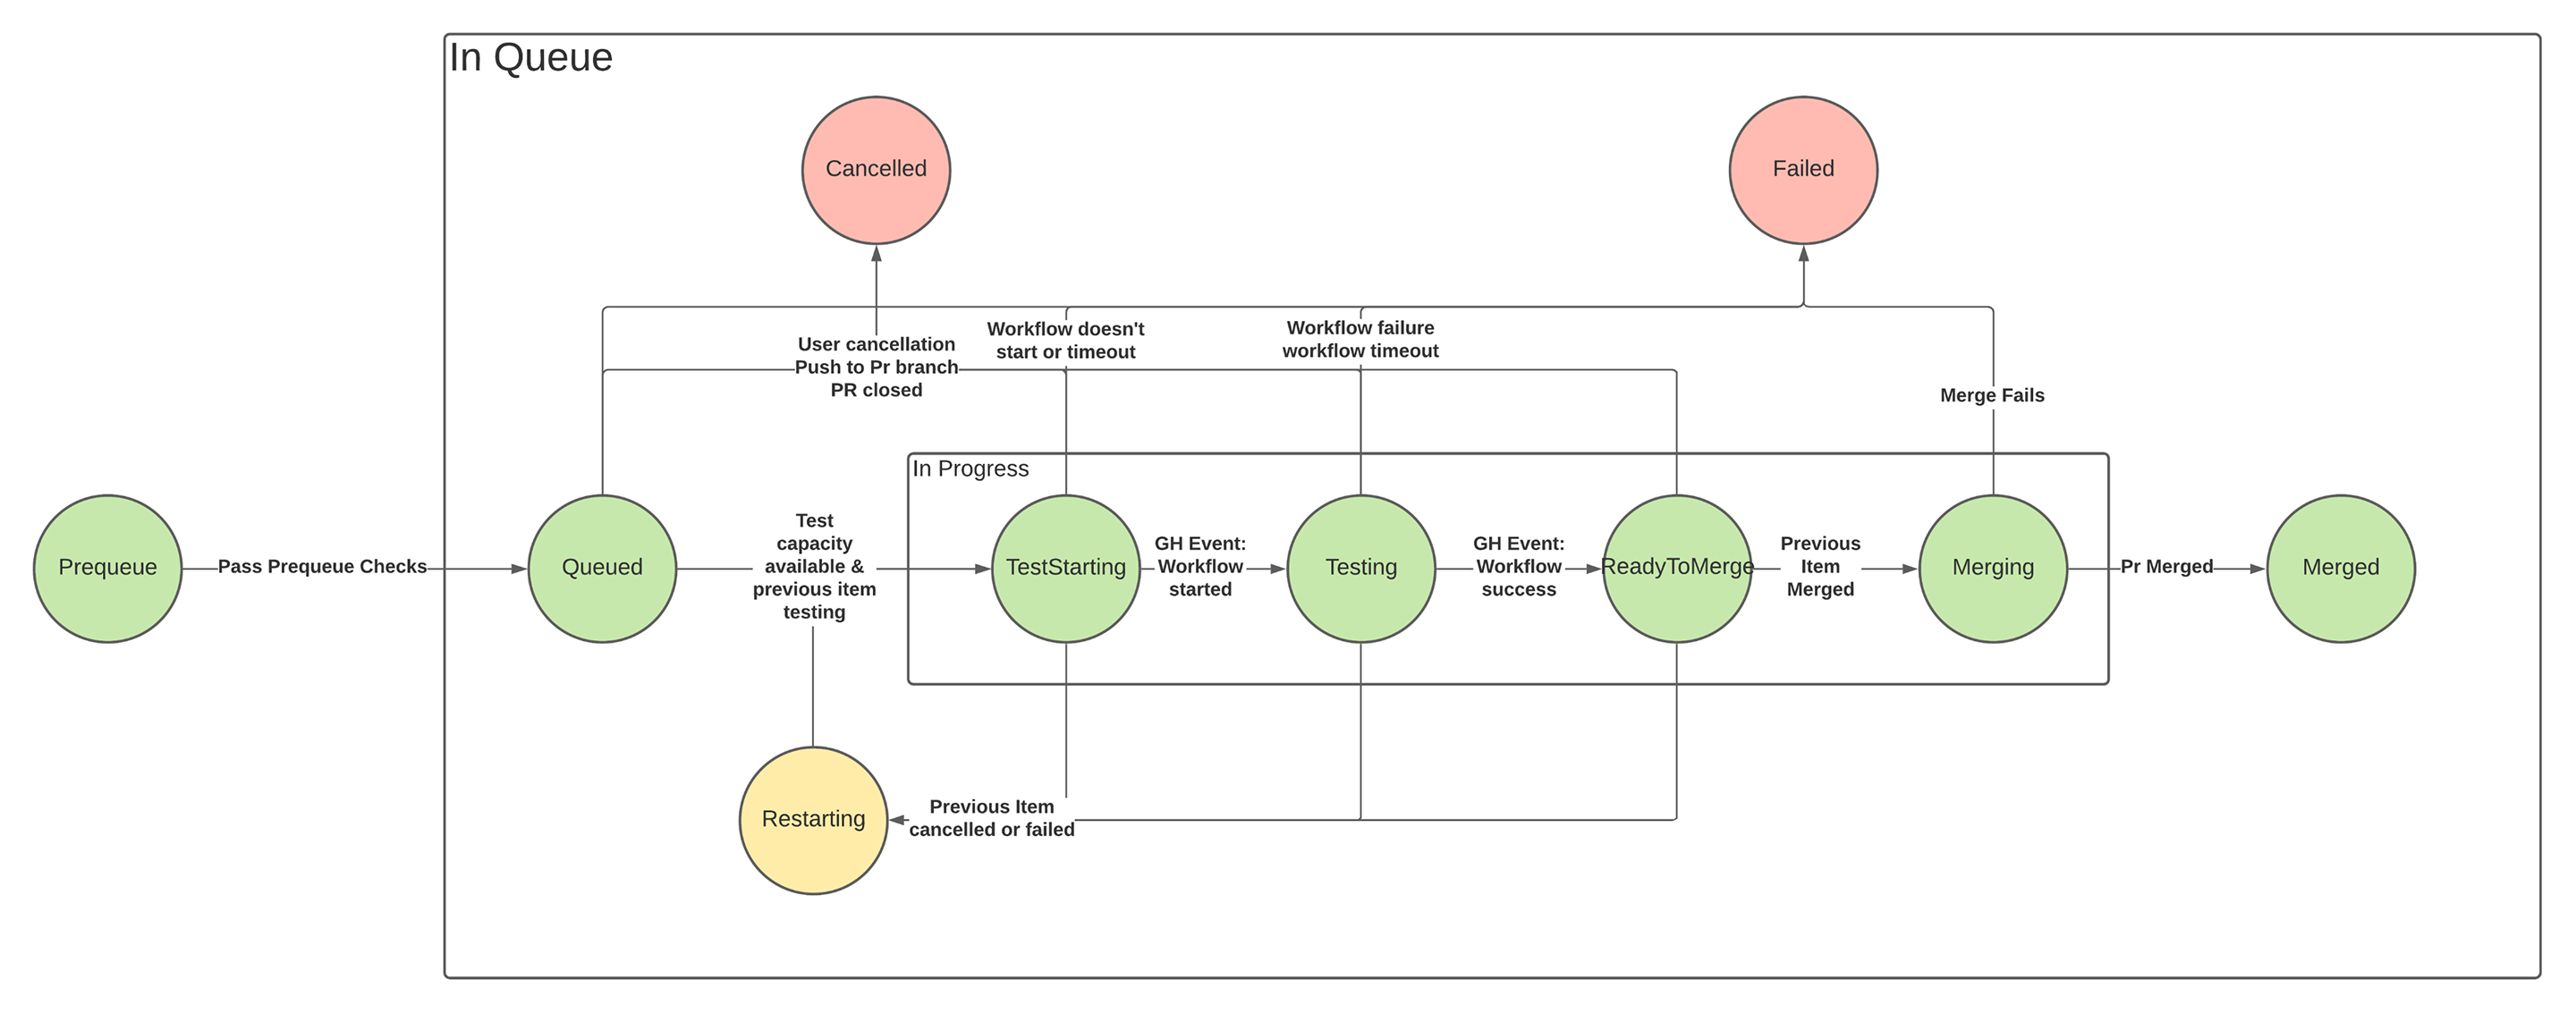 In Queue
Cancelled
Failed
User cancellation
Push to Pr branch
PR closed
Workflow doesn't
start or timeout
Workflow failure
workflow timeout
Merge Fails
In Progress
Prequeue
Pass Prequeue Checks
Queued
Test
capacity
available &
previous item
testing
TestStarting
GH Event:
Workflow
started
Testing
GH Event:
Workflow
success
ReadyToMerge
Previous
Item
Merged
Merging
Pr Merged
Merged
Restarting
Previous Item
cancelled or failed